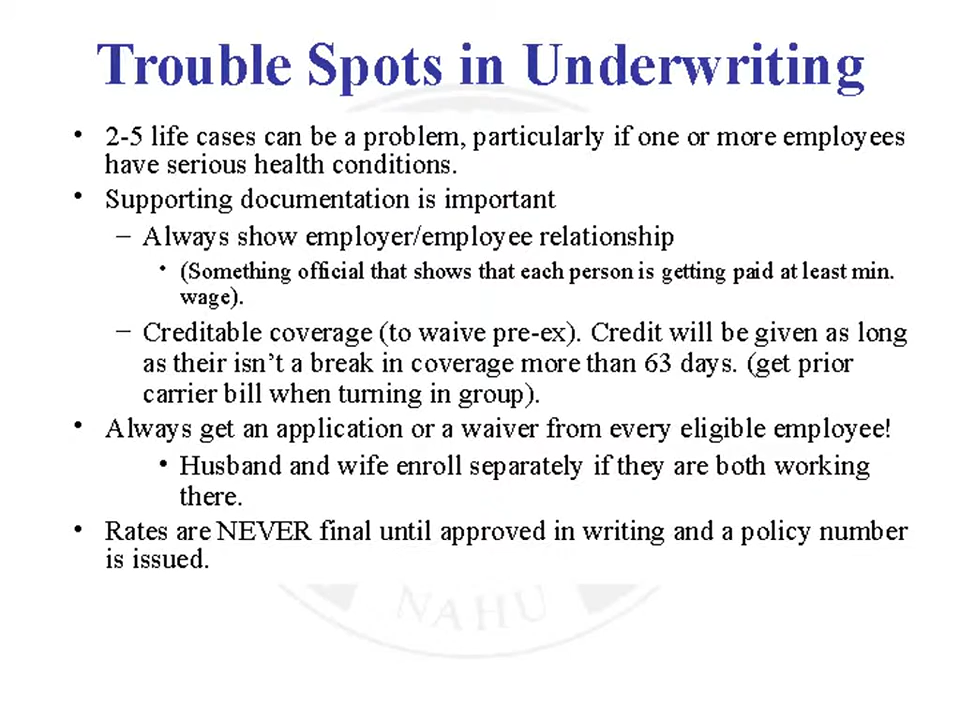 Trouble Spots in Underwriting
• 2-5 life cases can be a problem, particularly if one or more employees
have serious health conditions.
• Supporting documentation is important
– Always show employer/employee relationship
• (Something official that shows that each person is getting paid at least min.
wage).
– Creditable coverage (to waive pre-ex). Credit will be given as long
as their isn't a break in coverage more than 63 days. (get prior
carrier bill when turning in group).
• Always get an application or a waiver from every eligible employee!
• Husband and wife enroll separately if they are both working
there.
• Rates are NEVER final until approved in writing and a policy number
is issued.
NAHU